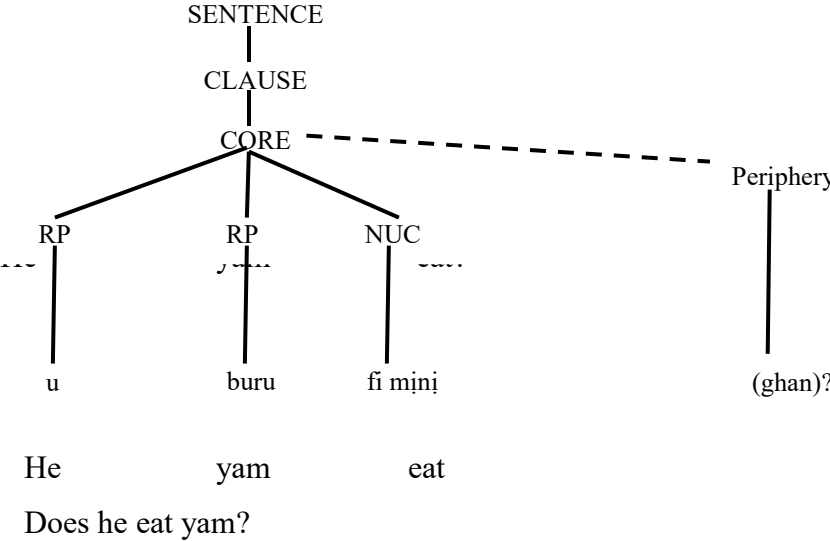 SENTENCE
CLAUSE
CORE
Periphery
RP RP NUC
u buru fi mịnị (ghan)?
He yam eat
Does he eat yam?